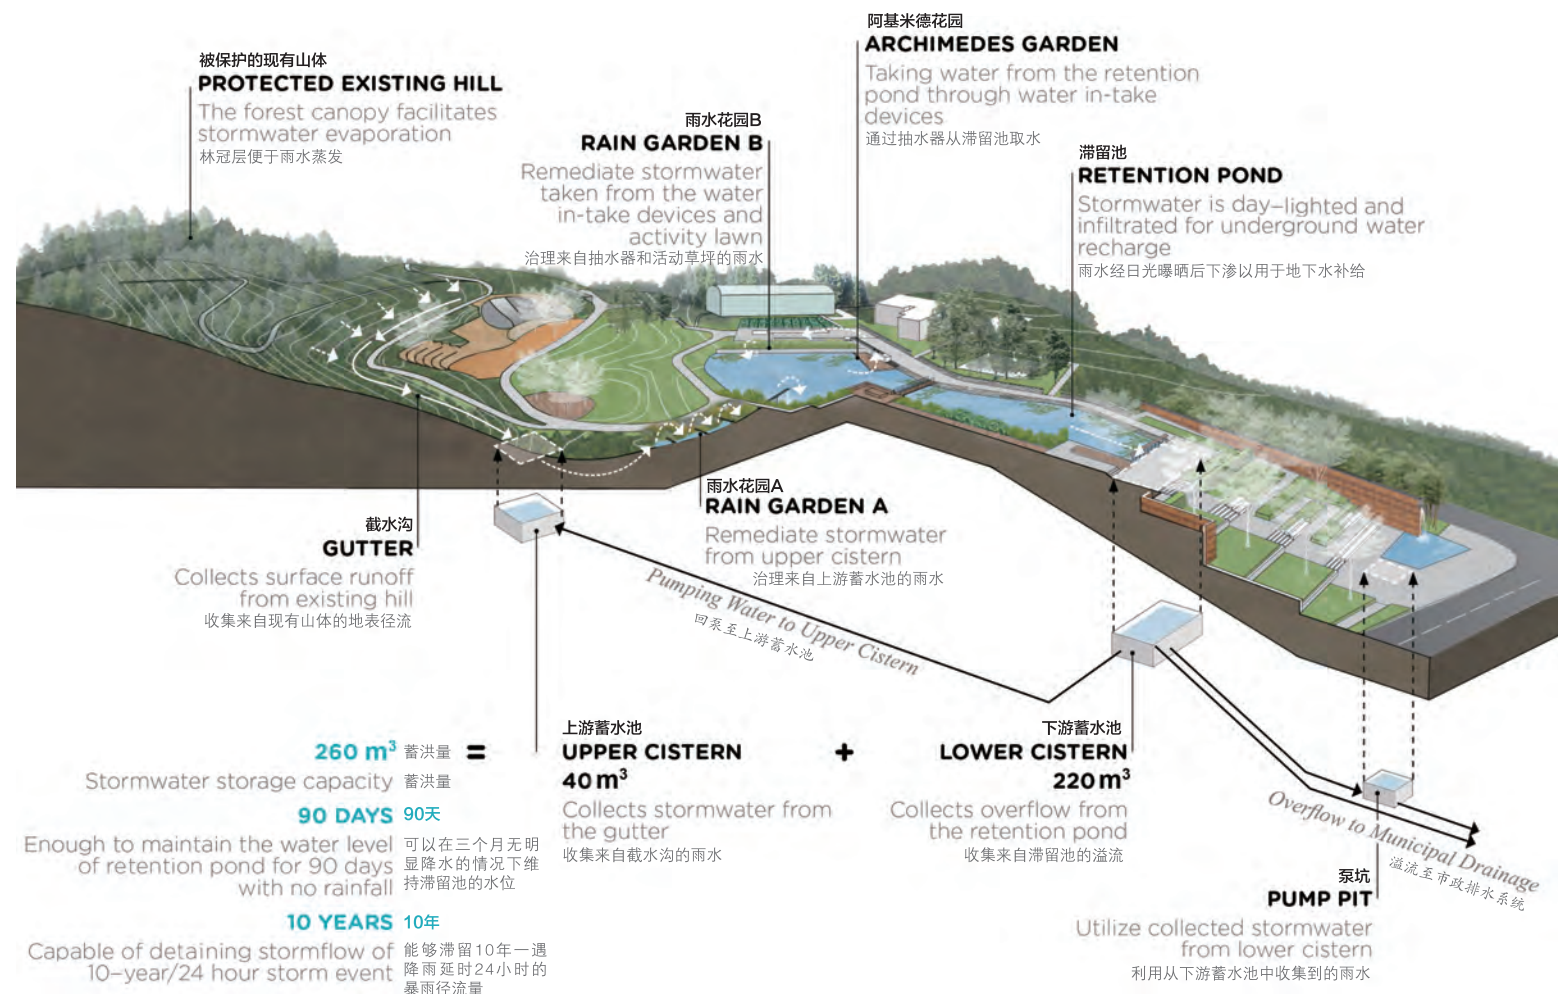 阿基米德花园
ARCHIMEDES GARDEN
Taking water from the retention
pond through water in-take
devices
通过抽水器从滞留池取水
被保护的现有山体
PROTECTED EXISTING HILL
The forest canopy facilitates
stormwater evaporation
林冠层便于雨水蒸发
雨水花园B
RAIN GARDEN B
Remediate stormwater
taken from the water
in-take devices and
activity lawn
治理来自抽水器和活动草坪的雨水
滞留池
RETENTION POND
Stormwater is day-lighted and
infiltrated for underground water
recharge
雨水经日光曝晒后下渗以用于地下水补给
截水沟
GUTTER
Collects surface runoff
from existing hill
收集来自现有山体的地表径流
雨水花园A
RAIN GARDEN A
Remediate stormwater
from upper cistern
治理来自上游蓄水池的雨水
Pumping Water to Upper Cistern
回泵至上游蓄水池
260 m³ 蓄洪量 =
Stormwater storage capacity 蓄洪量
90 DAYS 90天
Enough to maintain the water level
of retention pond for 90 days
with no rainfall
可以在三个月无明
显降水的情况下维
持滞留池的水位
10 YEARS 10年
Capable of detaining stormflow of
10-year/24 hour storm event
能够滞留10年一遇
降雨延时24小时的
暴雨径流量
上游蓄水池
UPPER CISTERN
40 m³
Collects stormwater from
the gutter
收集来自截水沟的雨水
+
下游蓄水池
LOWER CISTERN
220 m³
Collects overflow from
the retention pond
收集来自滞留池的溢流
Overflow to Municipal Drainage
溢流至市政排水系统
泵坑
PUMP PIT
Utilize collected stormwater
from lower cistern
利用从下游蓄水池中收集到的雨水